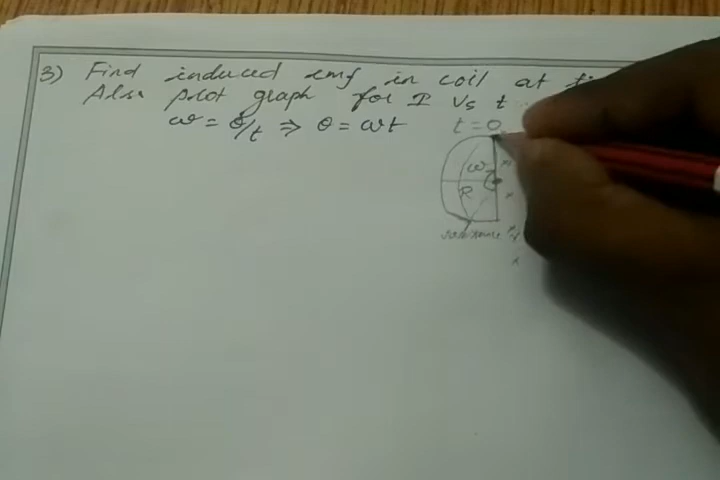 3) Find induced emf in coil at
Also plot graph for I Vs t
ω = θ/t ⇒ θ = ωt
t = 0
ω
R
x
x
x
x